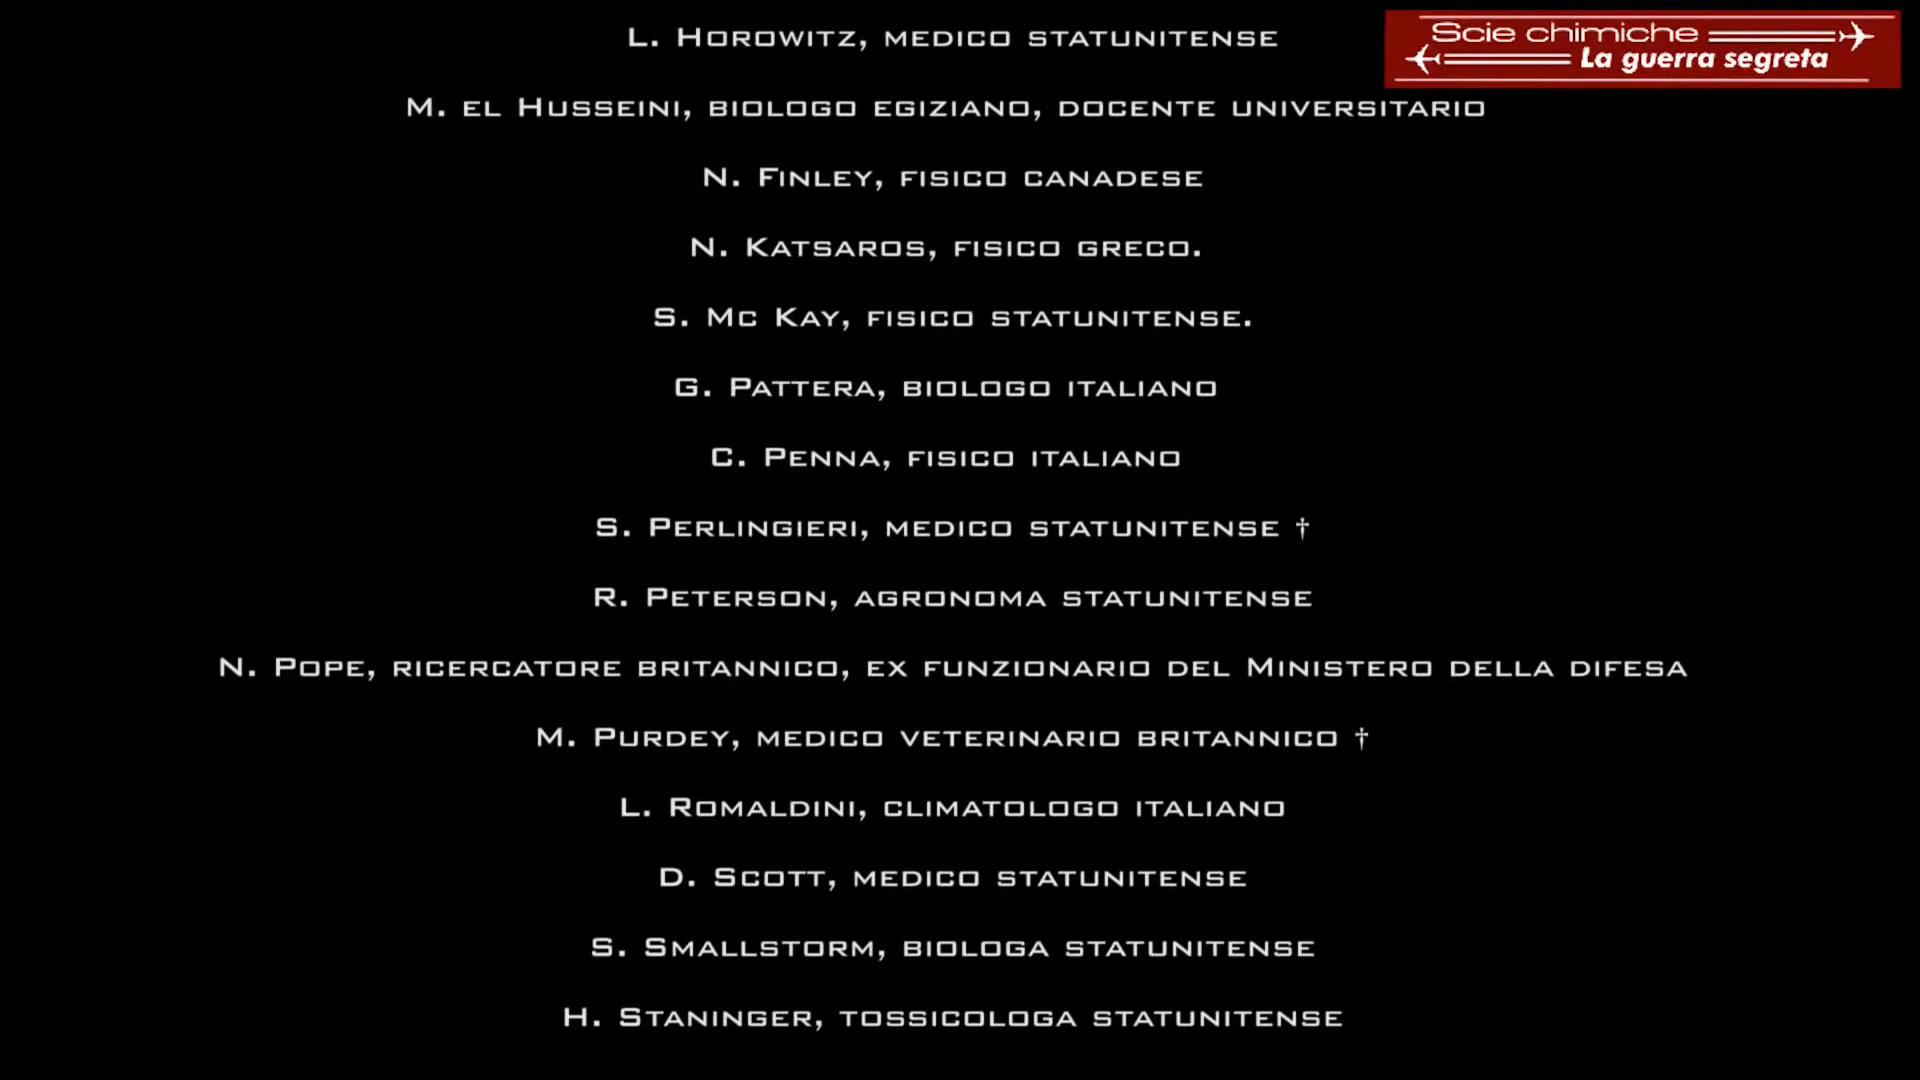 L. Horowitz, medico statunitense
Scie chimiche
La guerra segreta
M. el Husseini, biologo egiziano, docente universitario
N. Finley, fisico canadese
N. Katsaros, fisico greco.
S. Mc Kay, fisico statunitense.
G. Pattera, biologo italiano
C. Penna, fisico italiano
S. Perlingieri, medico statunitense †
R. Peterson, agronoma statunitense
N. Pope, ricercatore britannico, ex funzionario del Ministero della difesa
M. Purdey, medico veterinario britannico †
L. Romaldini, climatologo italiano
D. Scott, medico statunitense
S. Smallstorm, biologa statunitense
H. Staninger, tossicologa statunitense